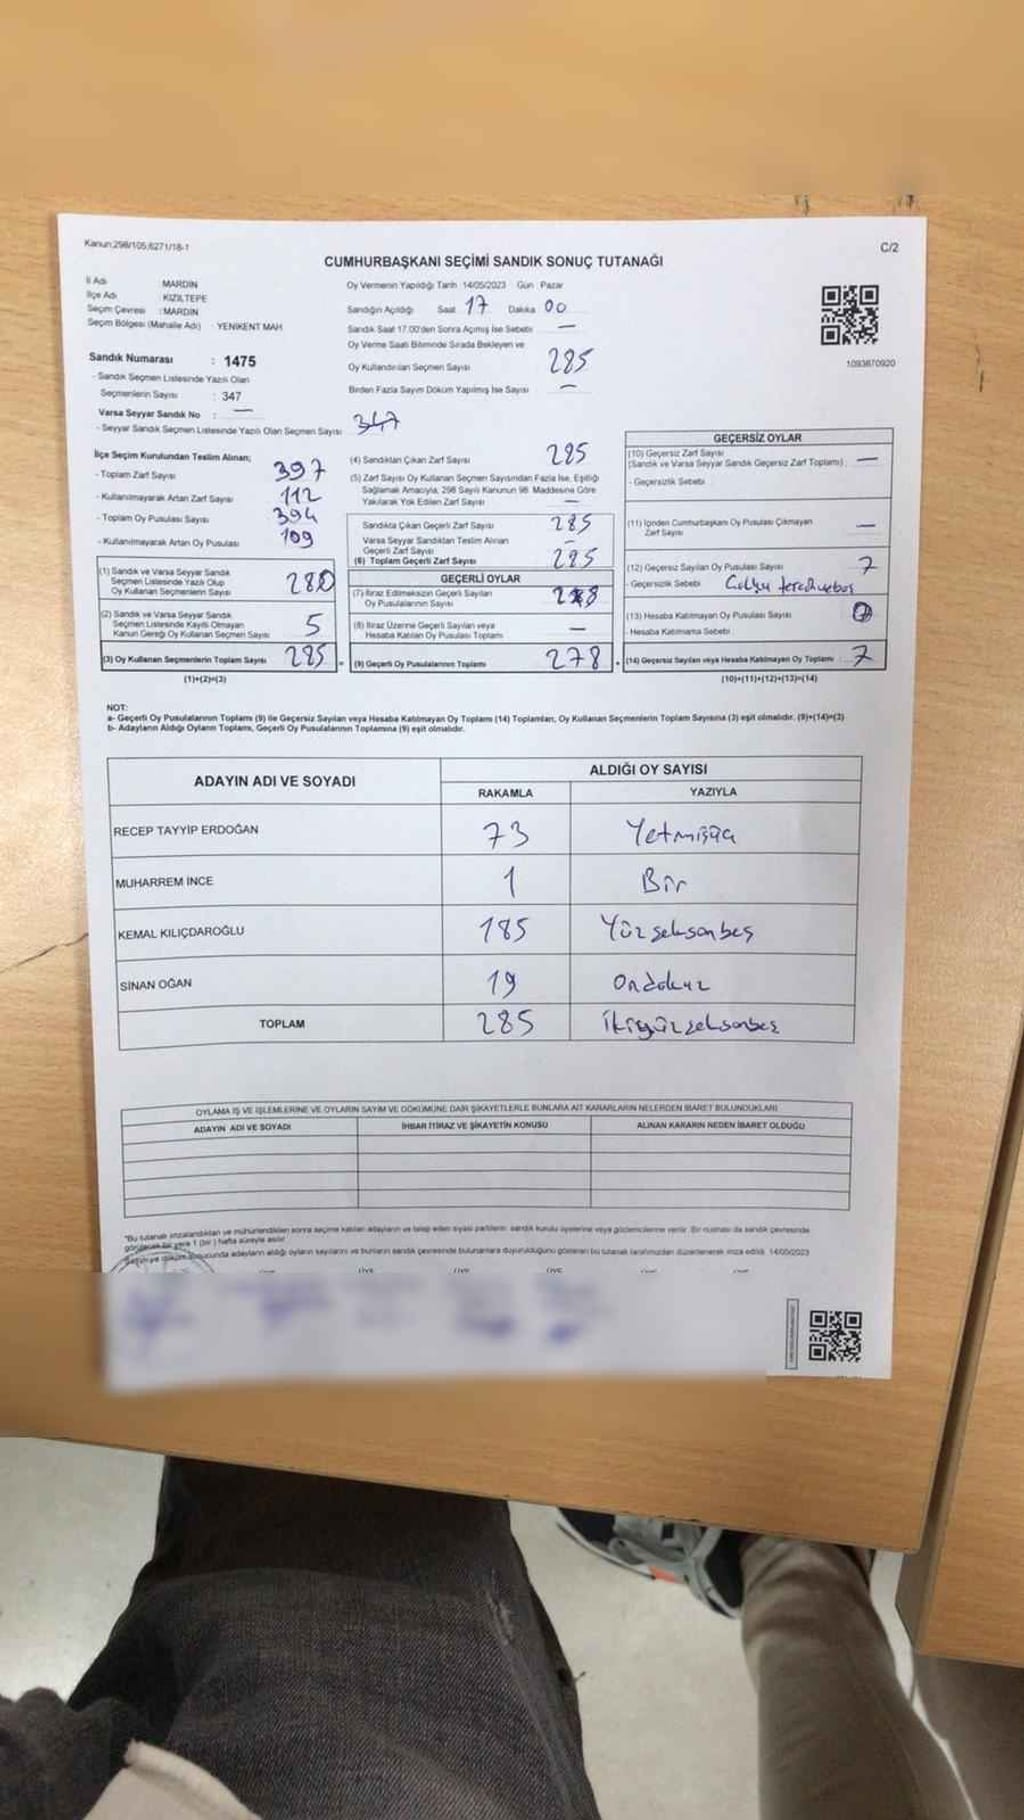 Kanun;298/105;6271/18-1
C/2
CUMHURBAŞKANI SEÇİMİ SANDIK SONUÇ TUTANAĞI
İl Adı : MARDİN
İlçe Adı : KIZILTEPE
Seçim Çevresi : MARDİN
Seçim Bölgesi (Mahalle Adı) : YENİKENT MAH
Sandık Numarası : 1475
- Sandık Seçmen Listesinde Yazılı Olan
Seçmenlerin Sayısı : 347
Varsa Seyyar Sandık No : —
- Seyyar Sandık Seçmen Listesinde Yazılı Olan Seçmen Sayısı 347
Oy Vermenin Yapıldığı Tarih 14/05/2023 Gün Pazar
Sandığın Açıldığı Saat 17 Dakika 00
Sandık Saat 17.00'den Sonra Açılmış İse Sebebi —
Oy Verme Saati Bitiminde Sırada Bekleyen ve
Oy Kullandırılan Seçmen Sayısı 285
Birden Fazla Sayım Döküm Yapılmış İse Sayısı —
1093870920
İlçe Seçim Kurulundan Teslim Alınan;
- Toplam Zarf Sayısı 397
- Kullanılmayarak Artan Zarf Sayısı 112
- Toplam Oy Pusulası Sayısı 394
- Kullanılmayarak Artan Oy Pusulası 109
(1) Sandık ve Varsa Seyyar Sandık
Seçmen Listesinde Yazılı Olup
Oy Kullanan Seçmenlerin Sayısı 280
(2) Sandık ve Varsa Seyyar Sandık
Seçmen Listesinde Kayıtlı Olmayan
Kanun Gereği Oy Kullanan Seçmen Sayısı 5
(3) Oy Kullanan Seçmenlerin Toplam Sayısı 285
(1)+(2)=(3)
(4) Sandıktan Çıkan Zarf Sayısı 285
(5) Zarf Sayısı Oy Kullanan Seçmen Sayısından Fazla İse, Eşitliği
Sağlamak Amacıyla, 298 Sayılı Kanunun 98. Maddesine Göre
Yakılarak Yok Edilen Zarf Sayısı —
Sandıkta Çıkan Geçerli Zarf Sayısı 285
Varsa Seyyar Sandıktan Teslim Alınan
Geçerli Zarf Sayısı —
(6) Toplam Geçerli Zarf Sayısı 285
GEÇERLİ OYLAR
(7) İtiraz Edilmeksizin Geçerli Sayılan
Oy Pusulalarının Sayısı 278
(8) İtiraz Üzerine Geçerli Sayılan veya
Hesaba Katılan Oy Pusulası Toplamı —
= (9) Geçerli Oy Pusulalarının Toplamı 278
GEÇERSİZ OYLAR
(10) Geçersiz Zarf Sayısı
(Sandık ve Varsa Seyyar Sandık Geçersiz Zarf Toplamı) : —
- Geçersizlik Sebebi :
(11) İçinden Cumhurbaşkanı Oy Pusulası Çıkmayan
Zarf Sayısı —
(12) Geçersiz Sayılan Oy Pusulası Sayısı 7
- Geçersizlik Sebebi
(13) Hesaba Katılmayan Oy Pusulası Sayısı
- Hesaba Katılmama Sebebi :
+ (14) Geçersiz Sayılan veya Hesaba Katılmayan Oy Toplamı : 7
(10)+(11)+(12)+(13)=(14)
NOT:
a- Geçerli Oy Pusulalarının Toplamı (9) ile Geçersiz Sayılan veya Hesaba Katılmayan Oy Toplamı (14) Toplamları, Oy Kullanan Seçmenlerin Toplam Sayısına (3) eşit olmalıdır. (9)+(14)=(3)
b- Adayların Aldığı Oyların Toplamı, Geçerli Oy Pusulalarının Toplamına (9) eşit olmalıdır.
ADAYIN ADI VE SOYADI
ALDIĞI OY SAYISI
RAKAMLA YAZIYLA
RECEP TAYYİP ERDOĞAN 73 Yetmişüç
MUHARREM İNCE 1 Bir
KEMAL KILIÇDAROĞLU 185 Yüzseksenbeş
SİNAN OĞAN 19 Ondokuz
TOPLAM 285 İkiyüzseksenbeş
OYLAMA İŞ VE İŞLEMLERİNE VE OYLARIN SAYIM VE DÖKÜMÜNE DAİR ŞİKAYETLERLE BUNLARA AİT KARARLARIN NELERDEN İBARET BULUNDUKLARI
ADAYIN ADI VE SOYADI İHBAR İTİRAZ VE ŞİKAYETİN KONUSU ALINAN KARARIN NEDEN İBARET OLDUĞU
"Bu tutanak imzalandıktan ve mühürlendikten sonra seçime katılan adayların ve talep eden siyasi partilerin sandık kurulu üyelerine veya gözlemcilerine verilir. Bir nüshası da sandık çevresinde
görülecek bir yere 1 (bir) hafta süreyle asılır
sonucunda adayların aldığı oyların sayılarını ve bunların sandık çevresinde bulunanlara duyurulduğunu gösteren bu tutanak tarafımızdan düzenlenerek imza edildi. 14/05/2023